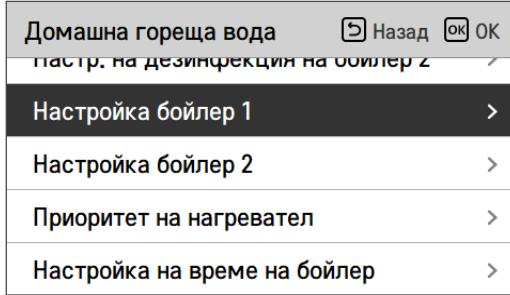 Домашна гореща вода Назад OK OK
Настр. на дезинфекция на бойлер 2
Настройка бойлер 1
Настройка бойлер 2
Приоритет на нагревател
Настройка на време на бойлер